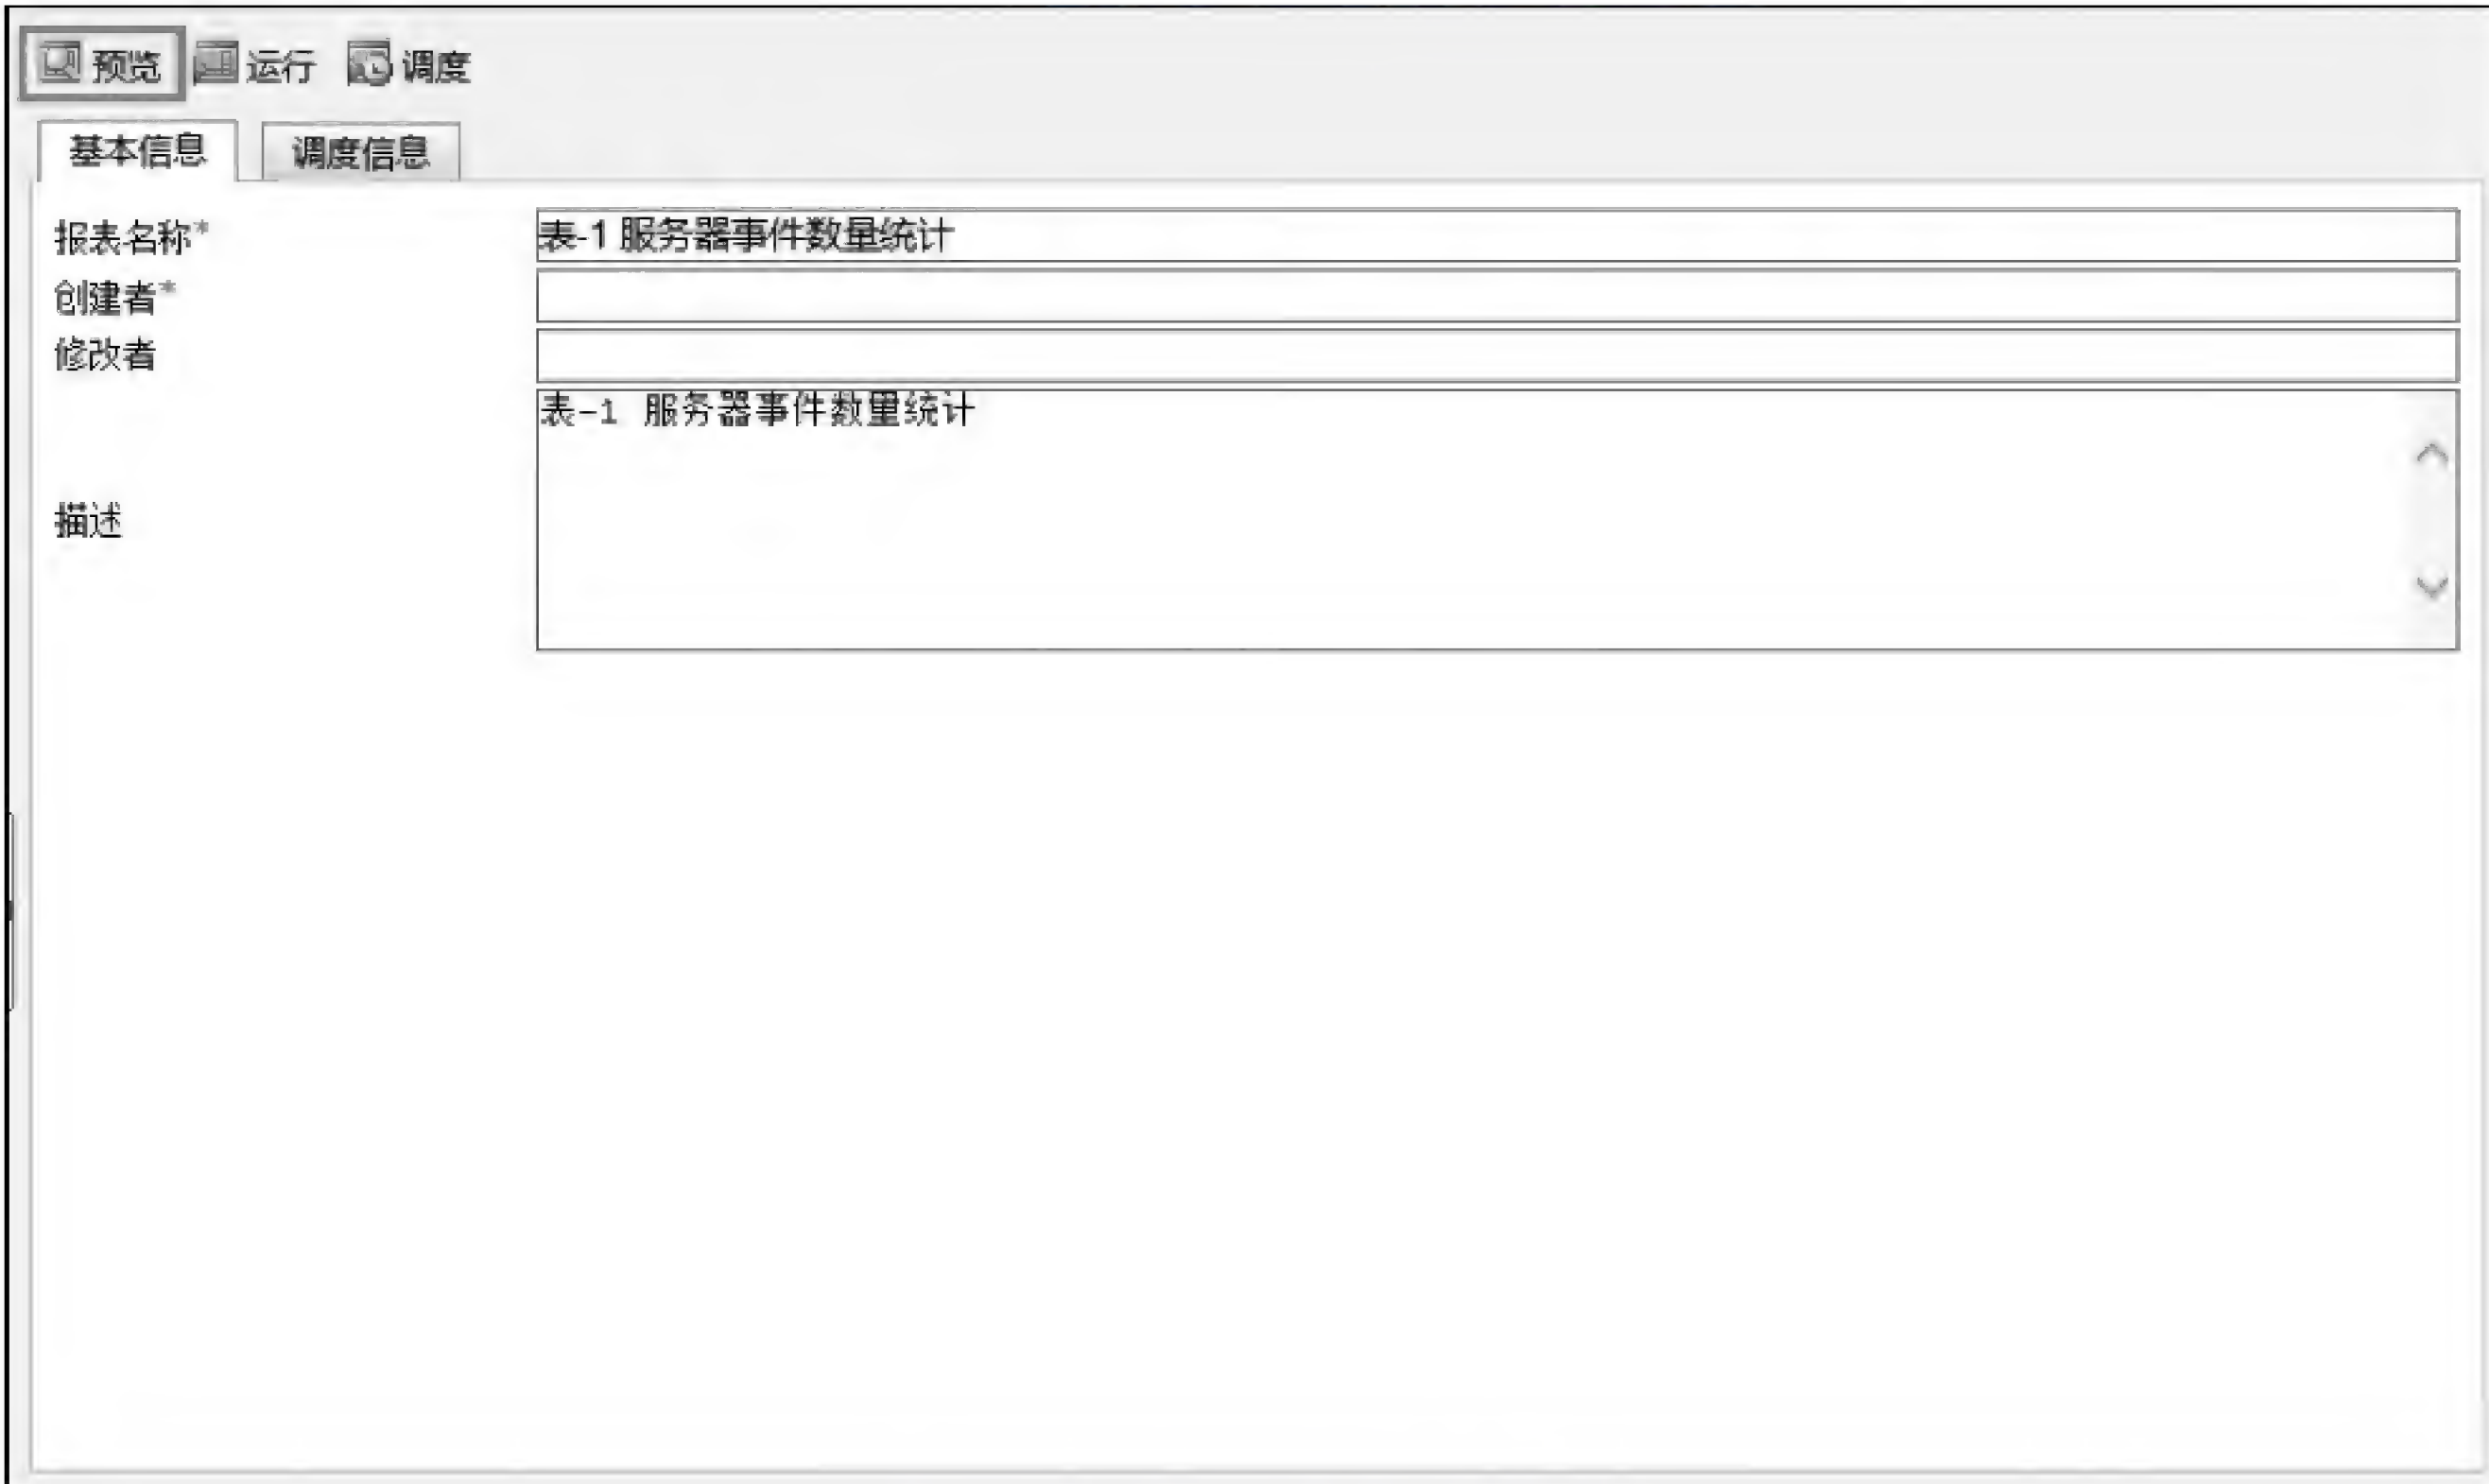 预览 运行 调度
基本信息 调度信息
报表名称* 表-1 服务器事件数量统计
创建者*
修改者
表-1 服务器事件数量统计
描述